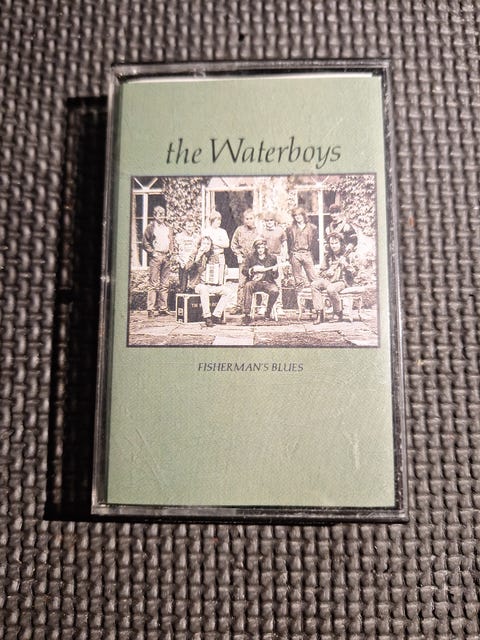 the Waterboys
FISHERMAN'S BLUES